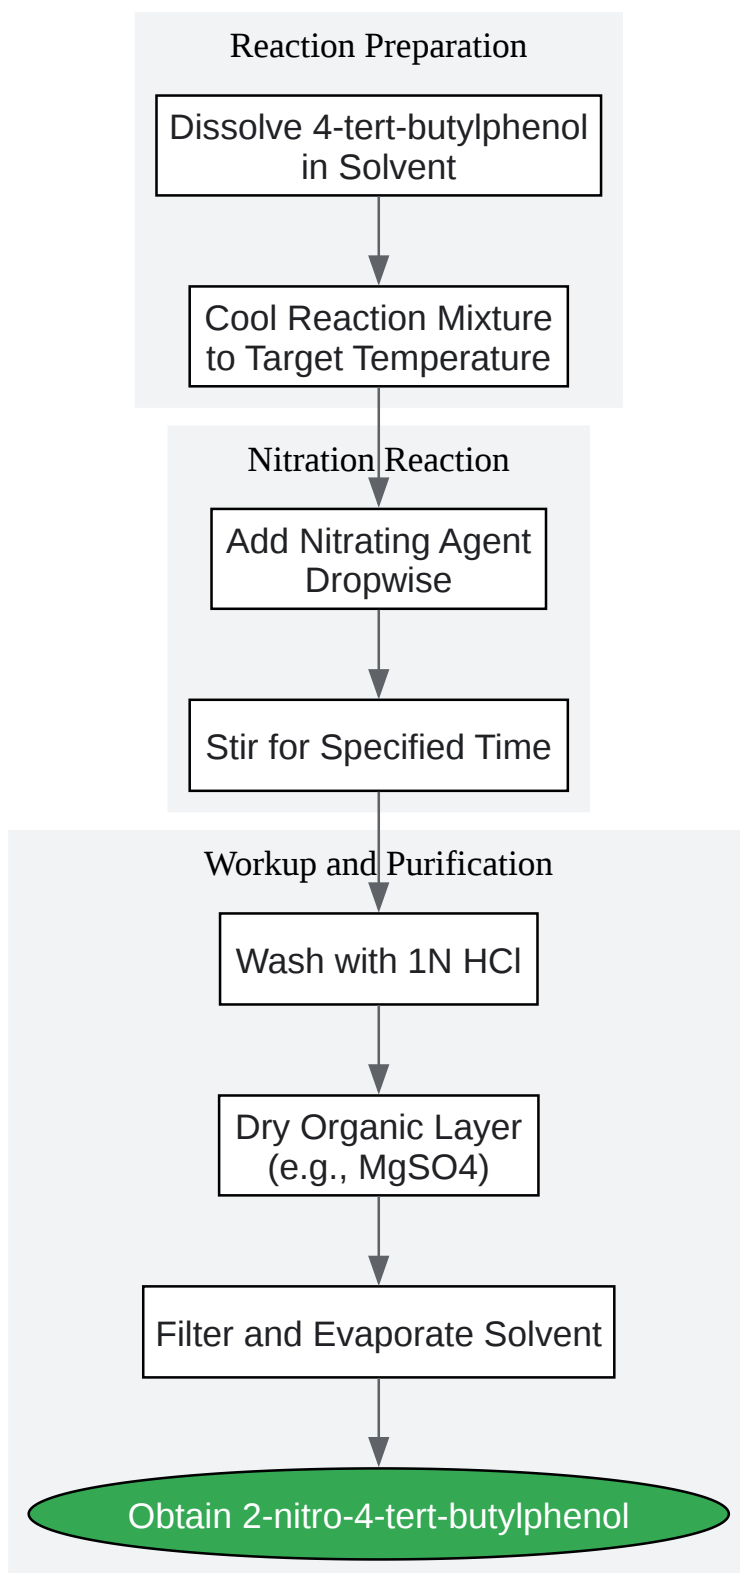 Reaction Preparation
Dissolve 4-tert-butylphenol
in Solvent
Cool Reaction Mixture
to Target Temperature
Nitration Reaction
Add Nitrating Agent
Dropwise
Stir for Specified Time
Workup and Purification
Wash with 1N HCl
Dry Organic Layer
(e.g., MgSO4)
Filter and Evaporate Solvent
Obtain 2-nitro-4-tert-butylphenol